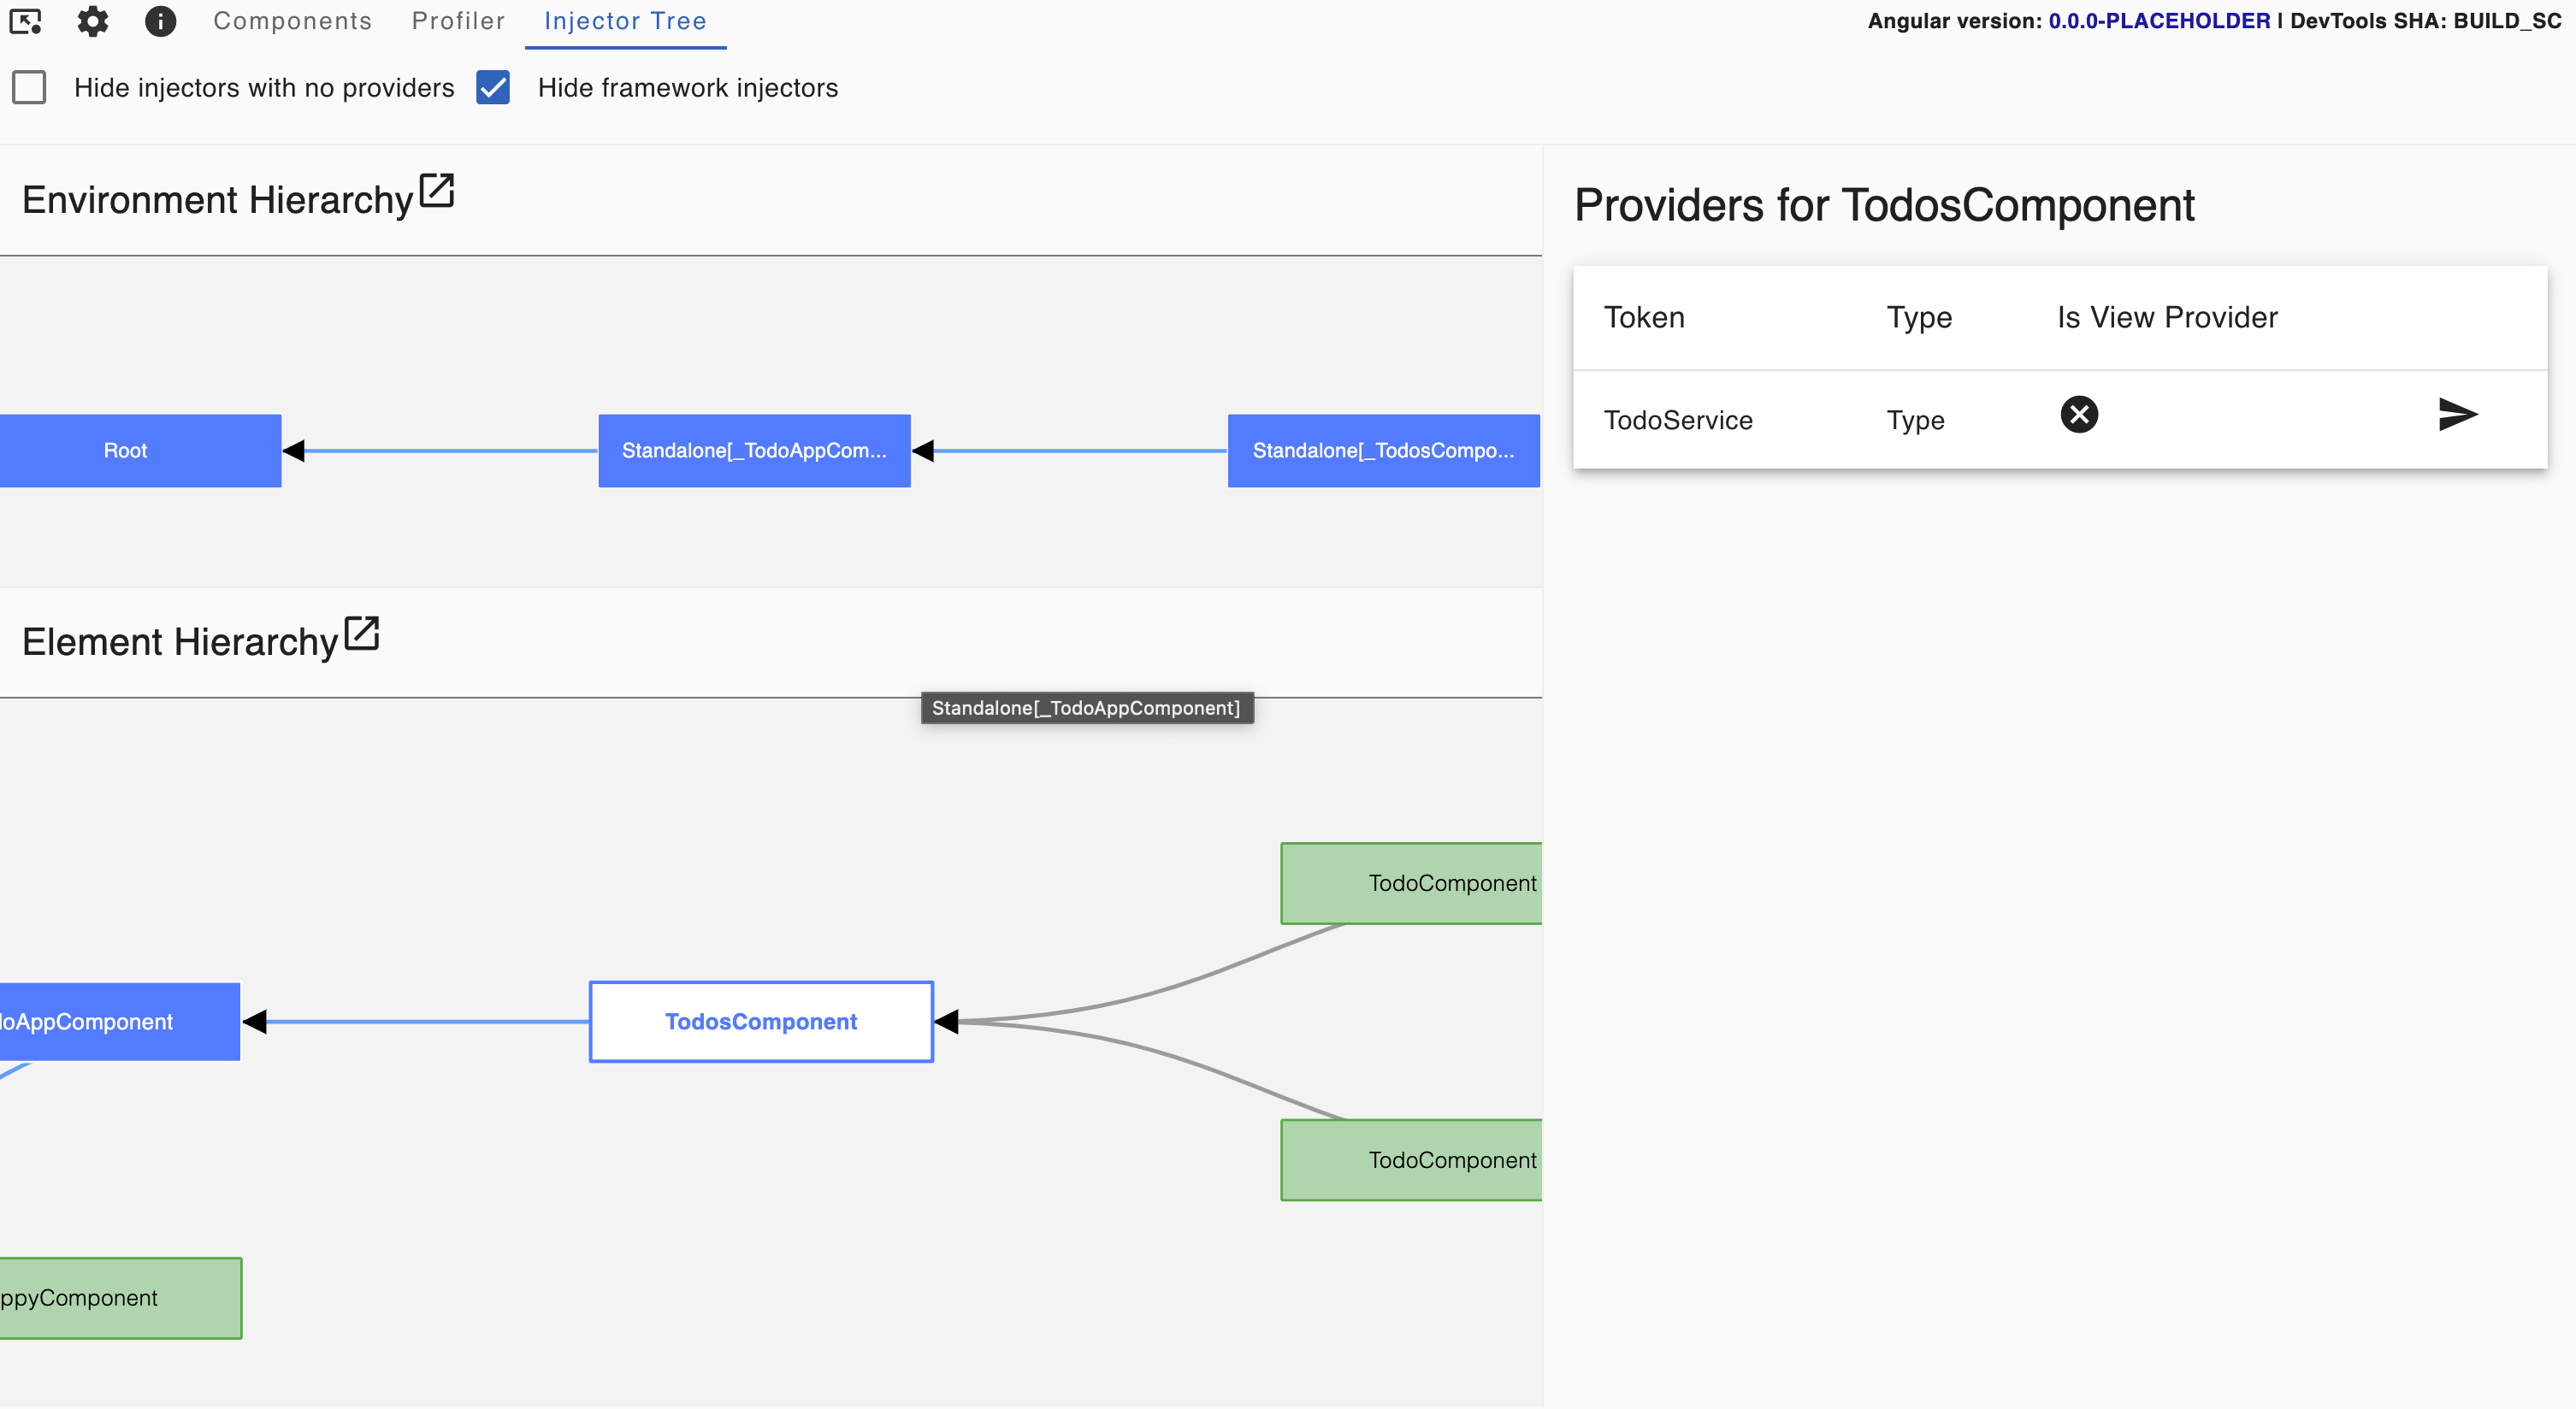 Components Profiler Injector Tree
Angular version: 0.0.0-PLACEHOLDER | DevTools SHA: BUILD_SC
Hide injectors with no providers Hide framework injectors
Environment Hierarchy
Root
Standalone[_TodoAppCom...
Standalone[_TodosCompo...
Element Hierarchy
Standalone[_TodoAppComponent]
TodoComponent
doAppComponent
TodosComponent
TodoComponent
ppyComponent
Providers for TodosComponent
Token Type Is View Provider
TodoService Type